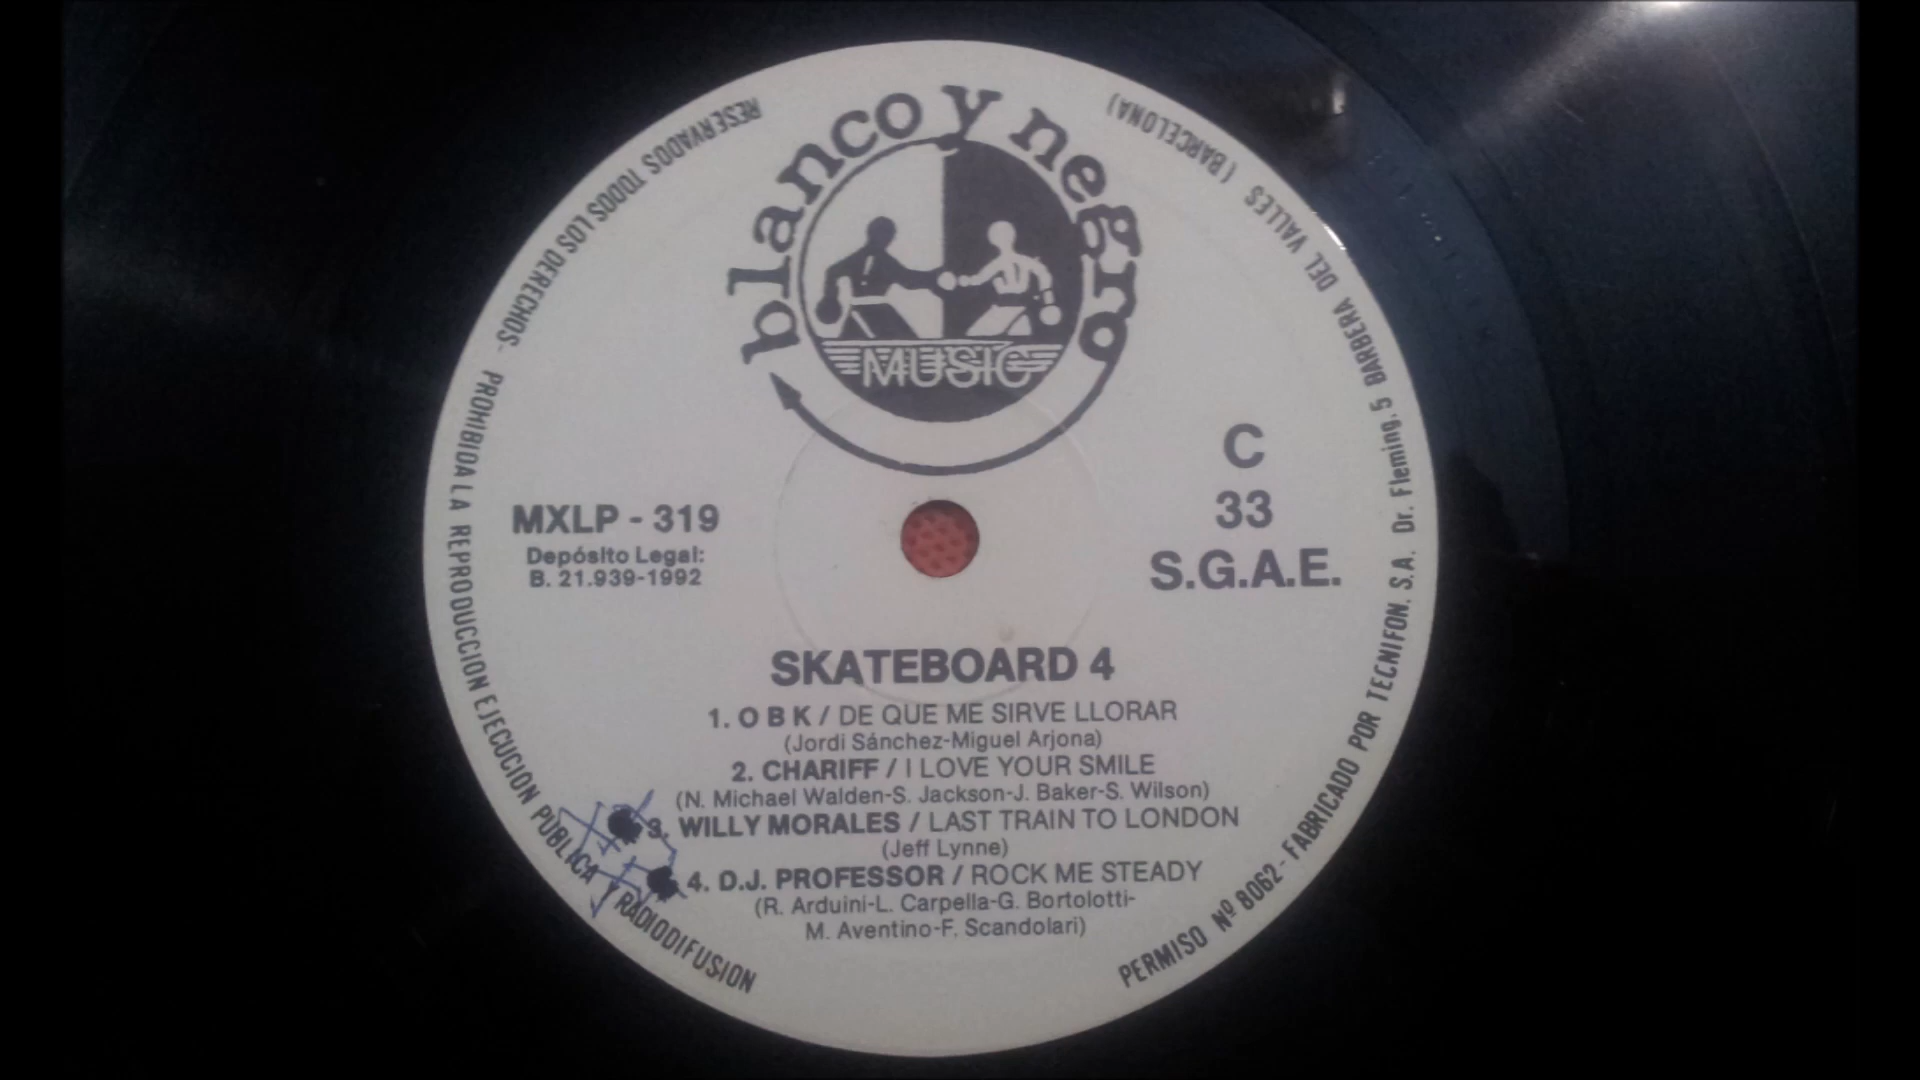 blanco y negro
MUSIC
MXLP - 319
Depósito Legal:
B. 21.939-1992
C
33
S.G.A.E.
SKATEBOARD 4
1. O B K / DE QUE ME SIRVE LLORAR
(Jordi Sánchez-Miguel Arjona)
2. CHARIFF / I LOVE YOUR SMILE
(N. Michael Walden-S. Jackson-J. Baker-S. Wilson)
3. WILLY MORALES / LAST TRAIN TO LONDON
(Jeff Lynne)
4. D.J. PROFESSOR / ROCK ME STEADY
(R. Arduini-L. Carpella-G. Bortolotti-
M. Aventino-F. Scandolari)
RESERVADOS TODOS LOS DERECHOS- PROHIBIDA LA REPRODUCCION EJECUCION PUBLICA Y RADIODIFUSION
PERMISO Nº 8062- FABRICADO POR TECNIFON, S.A. Dr. Fleming, 5 BARBERA DEL VALLES (BARCELONA)